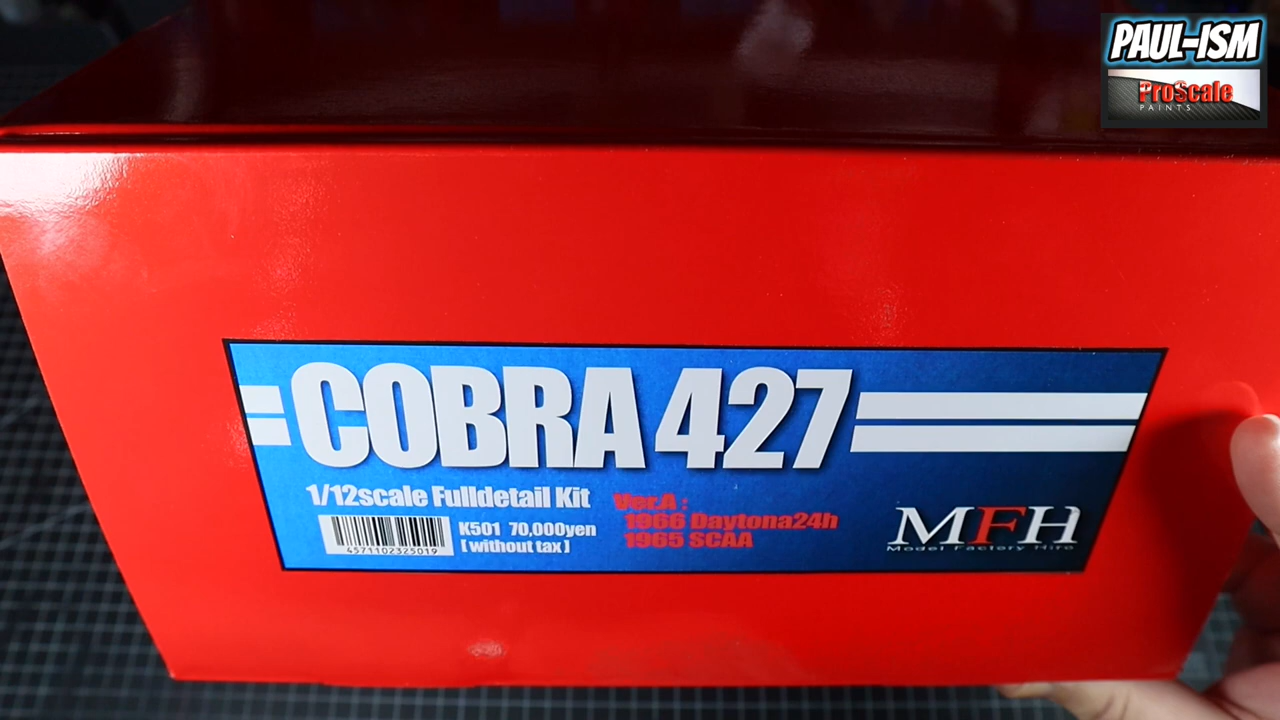 PAUL-ISM
ProScale
PAINTS
COBRA 427
1/12scale Fulldetail Kit
K501 70,000yen
[without tax]
4571102325019
Ver.A :
1966 Daytona24h
1965 SCAA
MFH
Model Factory Hiro